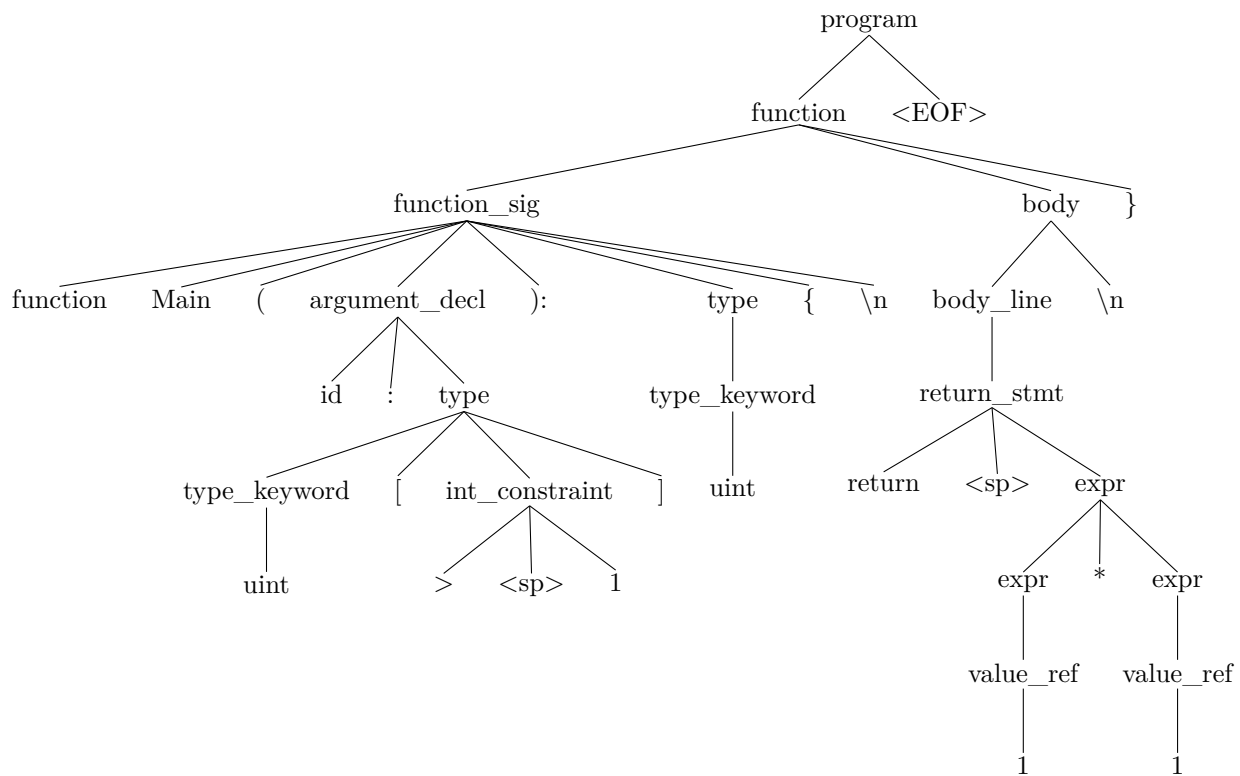 program
function <EOF>
function_sig body }
function Main ( argument_decl ): type { \n body_line \n
id : type type_keyword return_stmt
type_keyword [ int_constraint ] uint return <sp> expr
uint > <sp> 1 expr * expr
value_ref value_ref
1 1